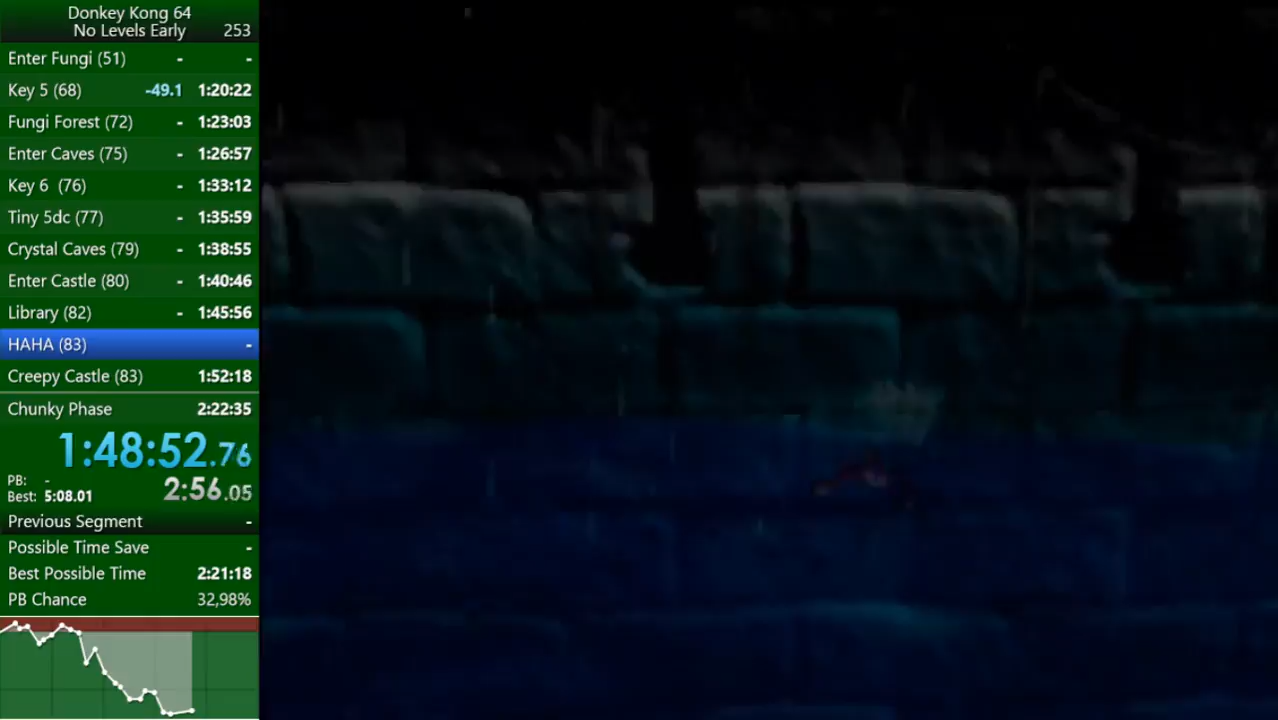 Donkey Kong 64
No Levels Early 253
Enter Fungi (51) - -
Key 5 (68) -49.1 1:20:22
Fungi Forest (72) - 1:23:03
Enter Caves (75) - 1:26:57
Key 6 (76) - 1:33:12
Tiny 5dc (77) - 1:35:59
Crystal Caves (79) - 1:38:55
Enter Castle (80) - 1:40:46
Library (82) - 1:45:56
HAHA (83) -
Creepy Castle (83) 1:52:18
Chunky Phase 2:22:35
1:48:52.76
PB: -
Best: 5:08.01 2:56.05
Previous Segment -
Possible Time Save -
Best Possible Time 2:21:18
PB Chance 32,98%